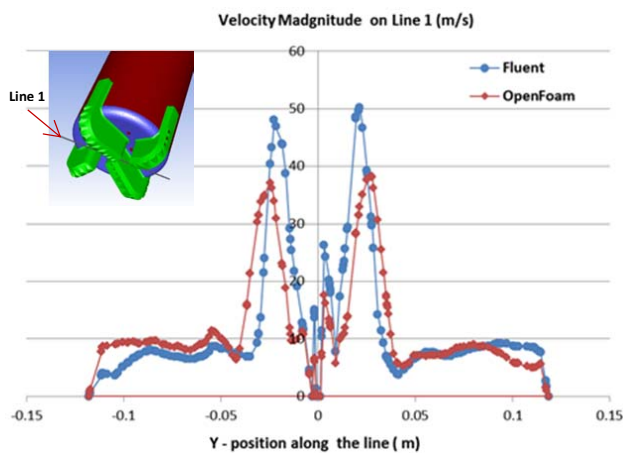 Velocity Madgnitude on Line 1 (m/s)
60
Line 1
Fluent
OpenFoam
50
40
30
20
10
0
-0.15
-0.1
-0.05
0
0.05
0.1
0.15
Y - position along the line ( m)